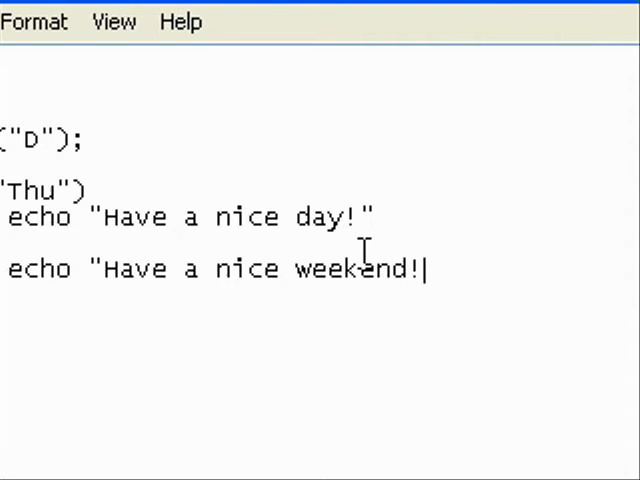 Format View Help
("D");
"Thu")
echo "Have a nice day!"
echo "Have a nice weekend!